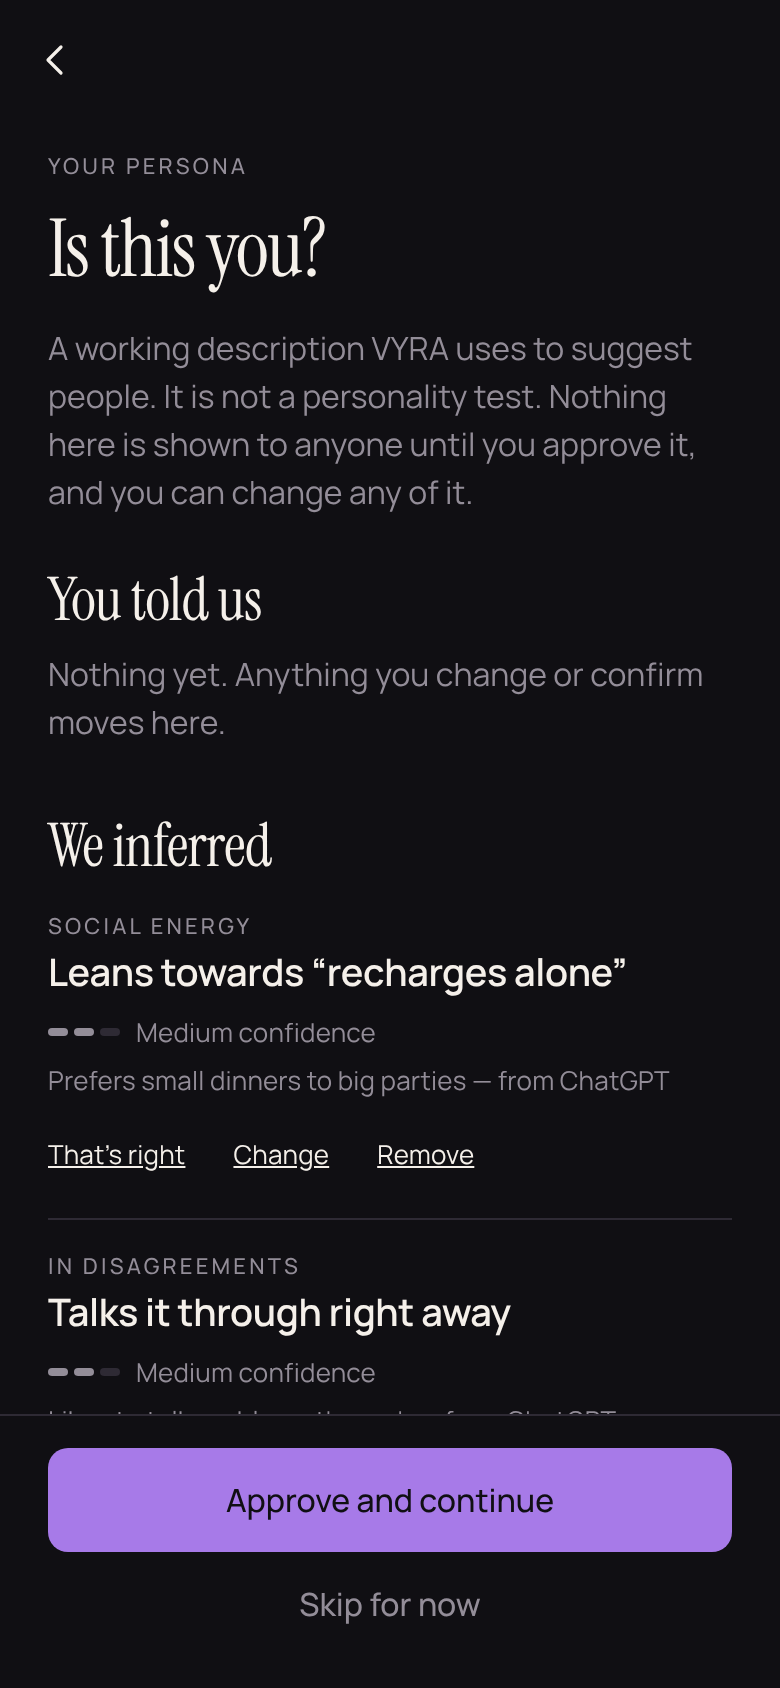 YOUR PERSONA
Is this you?
A working description VYRA uses to suggest
people. It is not a personality test. Nothing
here is shown to anyone until you approve it,
and you can change any of it.
You told us
Nothing yet. Anything you change or confirm
moves here.
We inferred
SOCIAL ENERGY
Leans towards “recharges alone”
Medium confidence
Prefers small dinners to big parties — from ChatGPT
That’s right Change Remove
IN DISAGREEMENTS
Talks it through right away
Medium confidence
Approve and continue
Skip for now